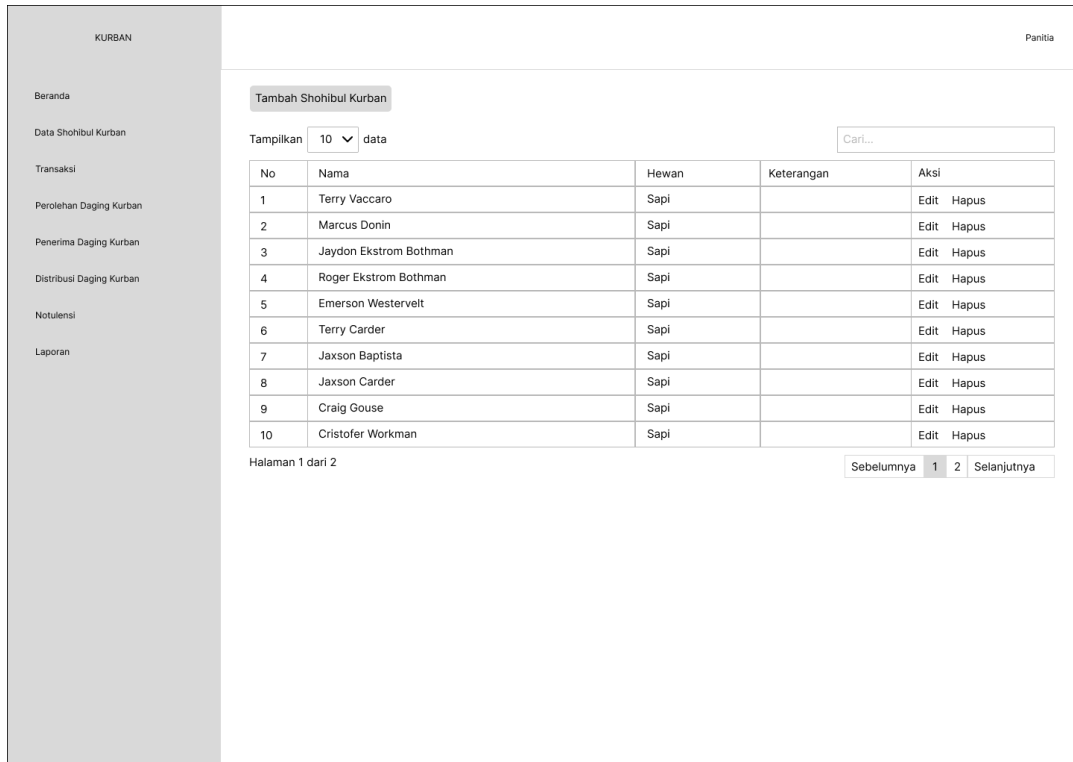 KURBAN
Panitia
Beranda
Data Shohibul Kurban
Transaksi
Perolehan Daging Kurban
Penerima Daging Kurban
Distribusi Daging Kurban
Notulensi
Laporan
Tambah Shohibul Kurban
Tampilkan 10 data
Cari...
No Nama Hewan Keterangan Aksi
1 Terry Vaccaro Sapi Edit Hapus
2 Marcus Donin Sapi Edit Hapus
3 Jaydon Ekstrom Bothman Sapi Edit Hapus
4 Roger Ekstrom Bothman Sapi Edit Hapus
5 Emerson Westervelt Sapi Edit Hapus
6 Terry Carder Sapi Edit Hapus
7 Jaxson Baptista Sapi Edit Hapus
8 Jaxson Carder Sapi Edit Hapus
9 Craig Gouse Sapi Edit Hapus
10 Cristofer Workman Sapi Edit Hapus
Halaman 1 dari 2
Sebelumnya 1 2 Selanjutnya